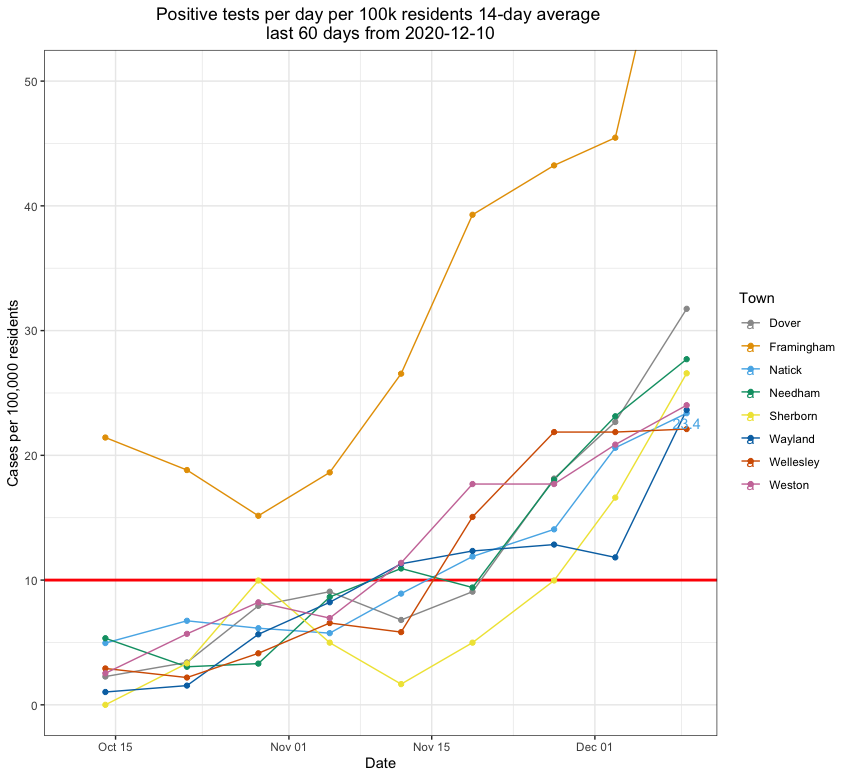 Positive tests per day per 100k residents 14-day average
last 60 days from 2020-12-10
Cases per 100,000 residents
50
40
30
20
10
0
23.4
Oct 15
Nov 01
Nov 15
Dec 01
Date
Town
a Dover
a Framingham
a Natick
a Needham
a Sherborn
a Wayland
a Wellesley
a Weston